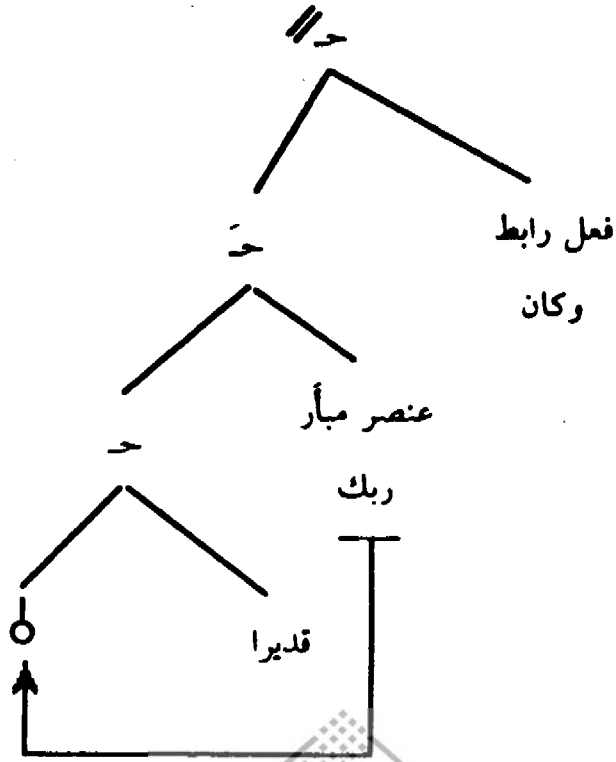 حـ//
حـَ
فعل رابط
وكان
عنصر مبأر
ربك
حـ
قديرا